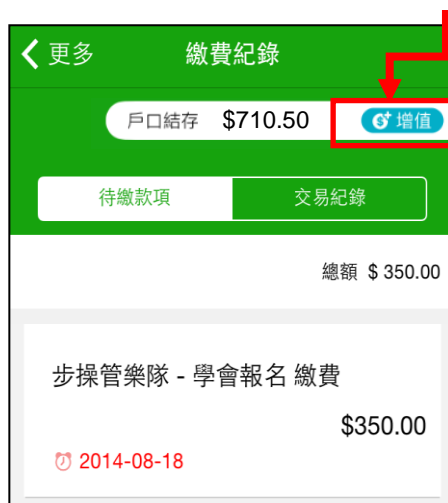 更多 繳費紀錄
戶口結存 $710.50 增值
待繳款項 交易紀錄
總額 $ 350.00
步操管樂隊 - 學會報名 繳費
$350.00
2014-08-18